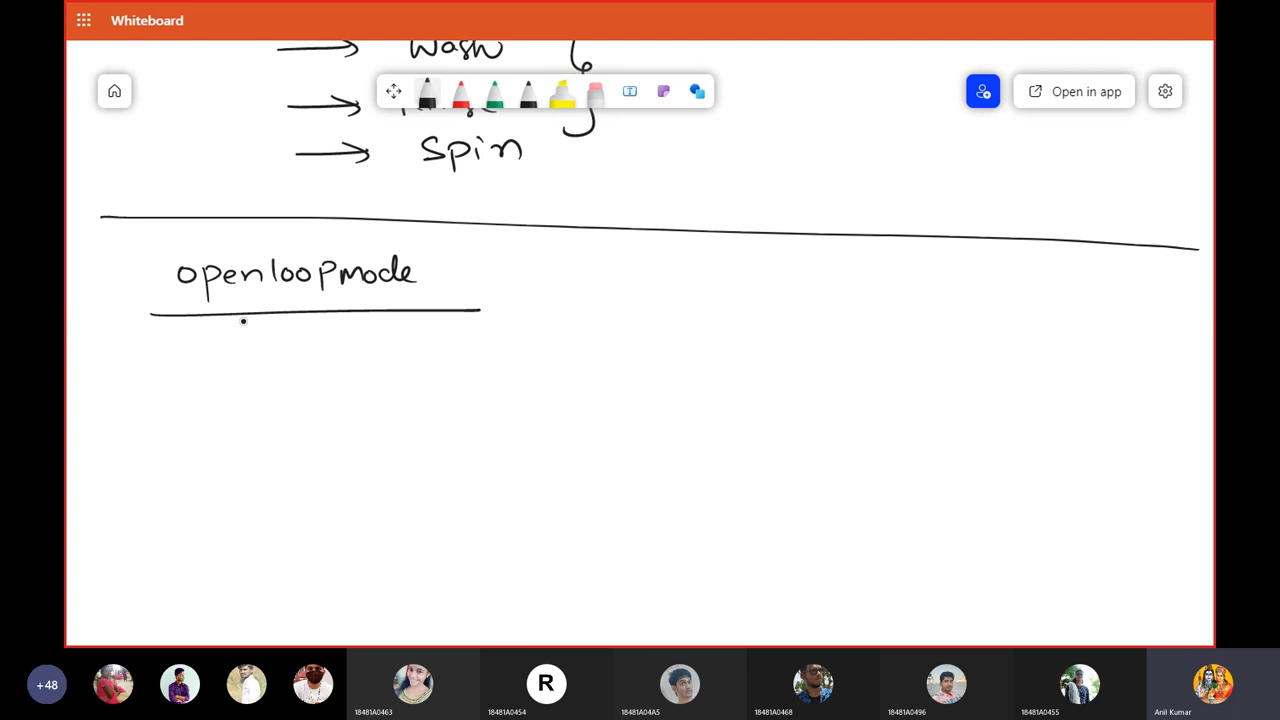 Whiteboard
→ Wash
Open in app
→
→ Spin
openloopmode
+48
R
18481A0463
18481A0454
18481A04A5
18481A0468
18481A0496
18481A0455
Anil Kumar